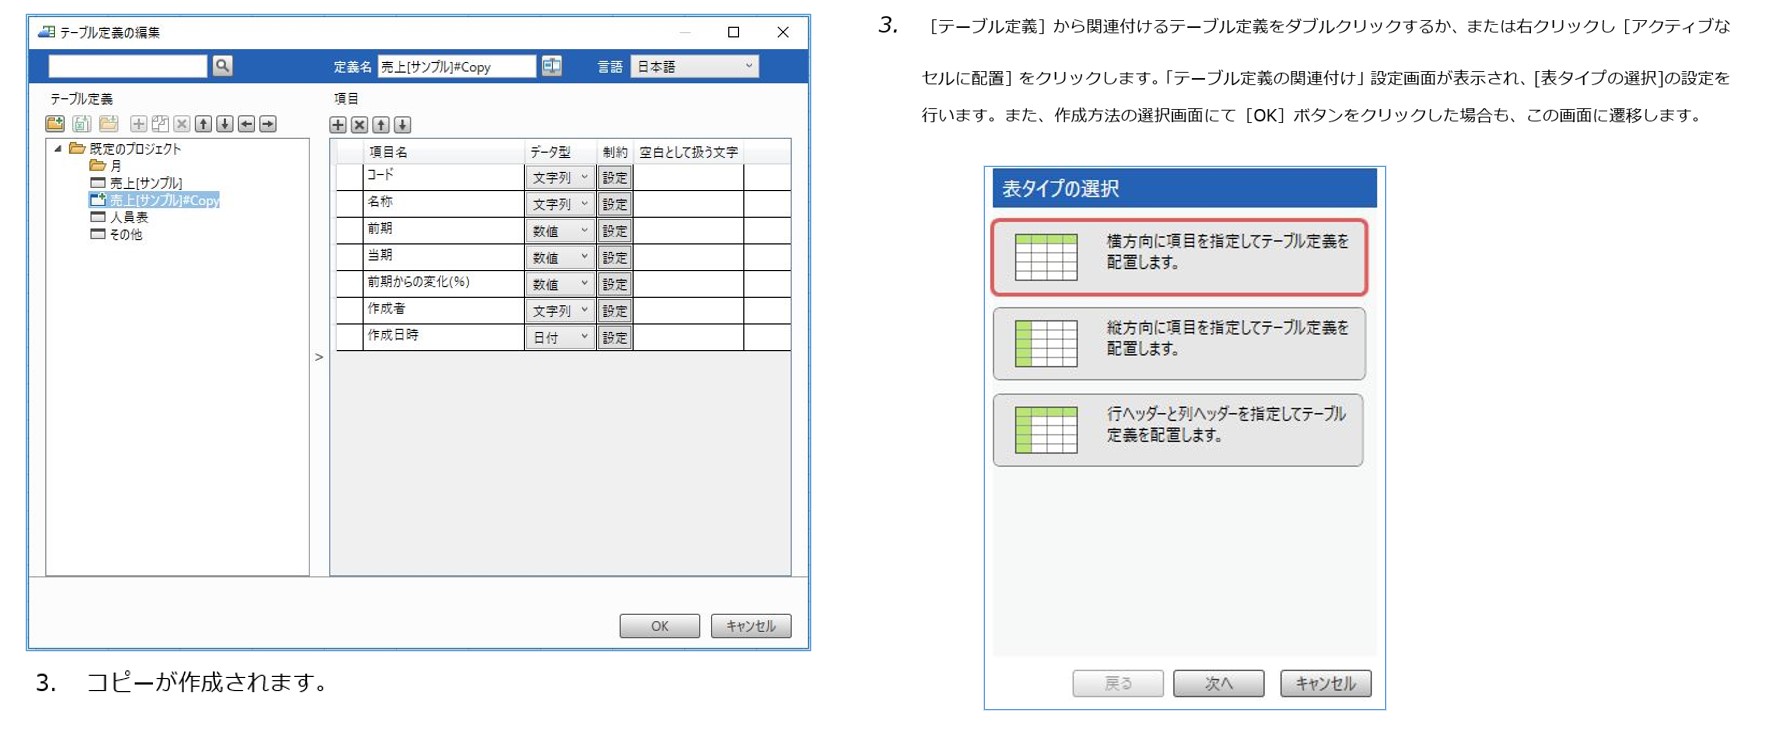 テーブル定義の編集
定義名 売上[サンプル]#Copy 言語 日本語
テーブル定義
既定のプロジェクト
月
売上[サンプル]
売上[サンプル]#Copy
人員表
その他
>
項目
項目名 データ型 制約 空白として扱う文字
コード 文字列 設定
名称 文字列 設定
前期 数値 設定
当期 数値 設定
前期からの変化(%) 数値 設定
作成者 文字列 設定
作成日時 日付 設定
OK キャンセル
3. コピーが作成されます。
3. ［テーブル定義］から関連付けるテーブル定義をダブルクリックするか、または右クリックし［アクティブな
セルに配置］をクリックします。「テーブル定義の関連付け」設定画面が表示され、[表タイプの選択]の設定を
行います。また、作成方法の選択画面にて［OK］ボタンをクリックした場合も、この画面に遷移します。
表タイプの選択
横方向に項目を指定してテーブル定義を
配置します。
縦方向に項目を指定してテーブル定義を
配置します。
行ヘッダーと列ヘッダーを指定してテーブル
定義を配置します。
戻る 次へ キャンセル